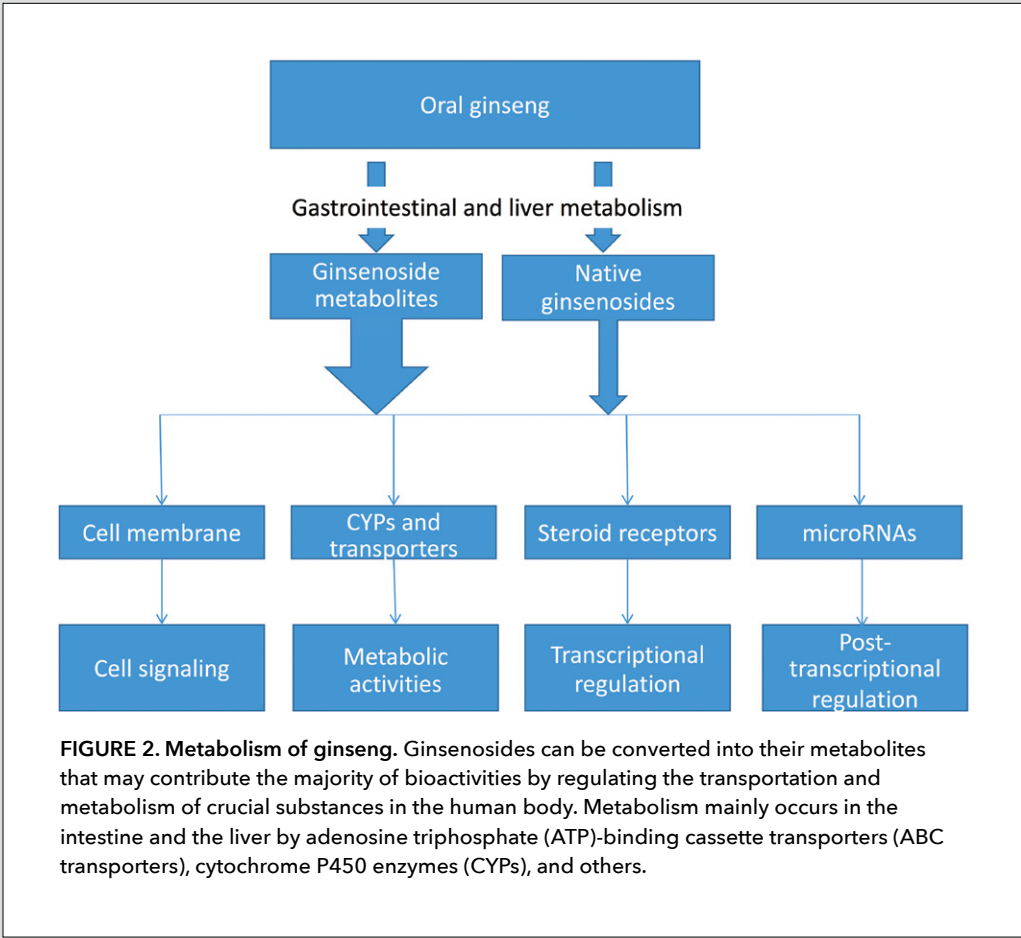 Oral ginseng
Gastrointestinal and liver metabolism
Ginsenoside
metabolites
Native
ginsenosides
Cell membrane
CYPs and
transporters
Steroid receptors
microRNAs
Cell signaling
Metabolic
activities
Transcriptional
regulation
Post-
transcriptional
regulation
FIGURE 2. Metabolism of ginseng. Ginsenosides can be converted into their metabolites
that may contribute the majority of bioactivities by regulating the transportation and
metabolism of crucial substances in the human body. Metabolism mainly occurs in the
intestine and the liver by adenosine triphosphate (ATP)-binding cassette transporters (ABC
transporters), cytochrome P450 enzymes (CYPs), and others.